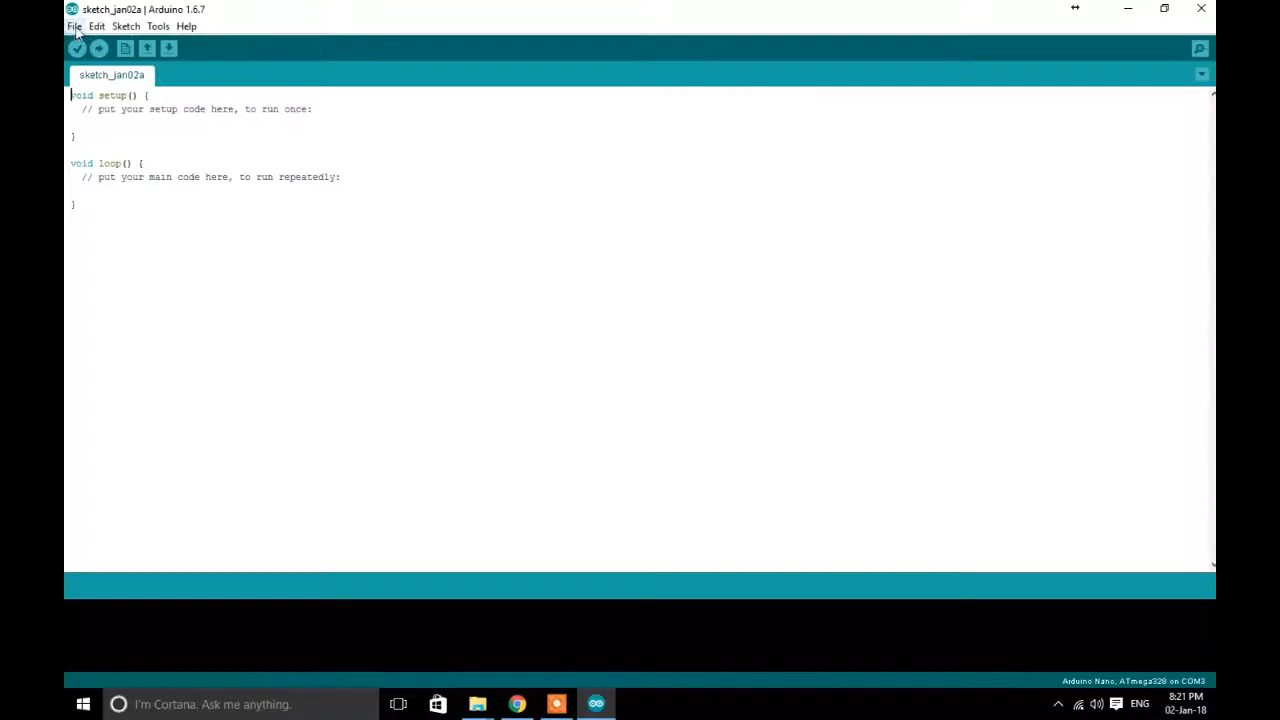 sketch_jan02a | Arduino 1.6.7
File Edit Sketch Tools Help
sketch_jan02a
void setup() {
// put your setup code here, to run once:
}
void loop() {
// put your main code here, to run repeatedly:
}
Arduino Nano, ATmega328 on COM3
I'm Cortana. Ask me anything.
ENG
8:21 PM
02-Jan-18